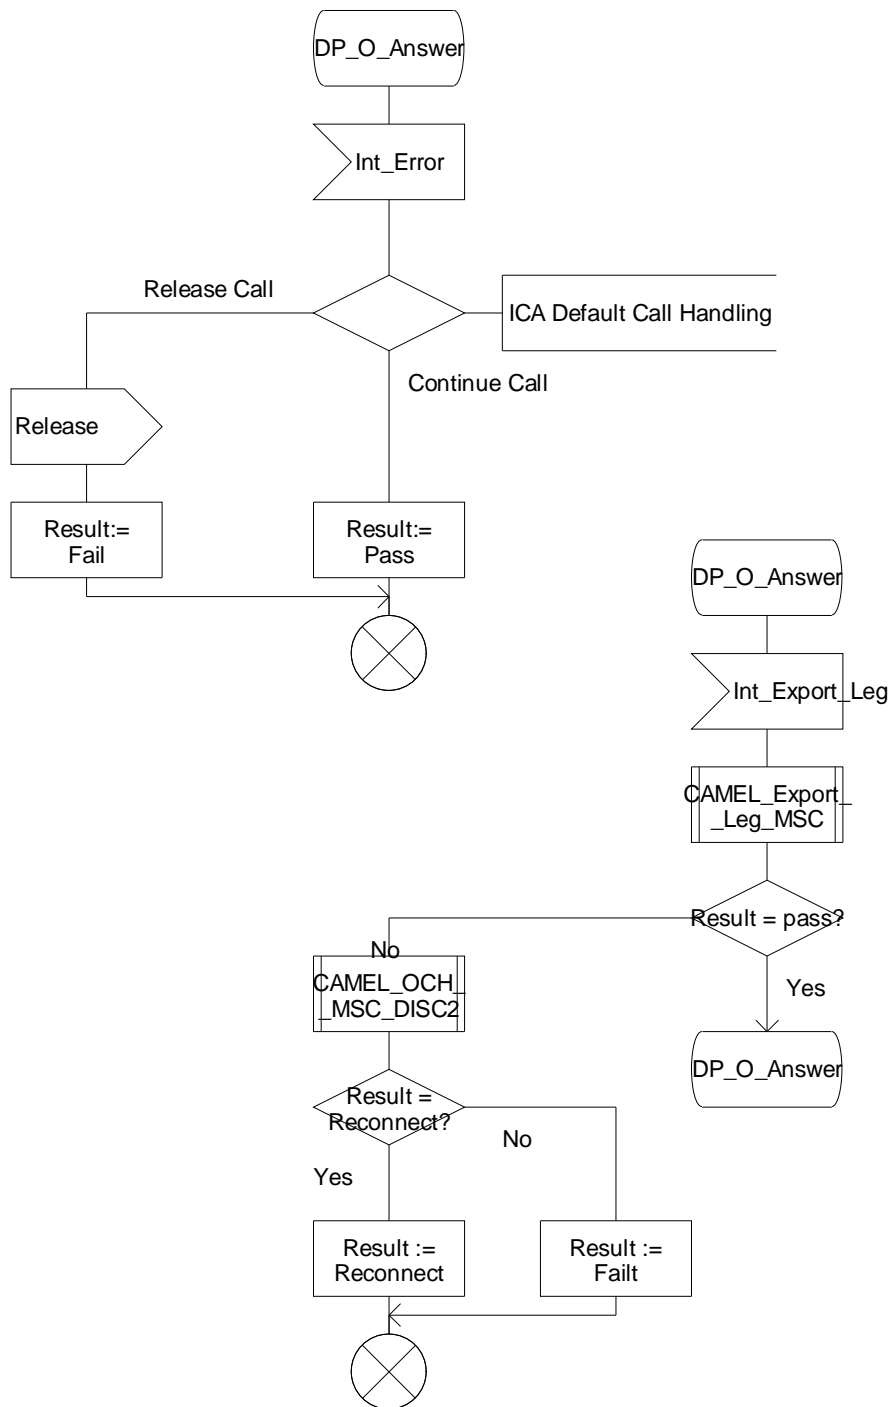 DP_O_Answer
Int_Error
Release Call
ICA Default Call Handling
Continue Call
Release
Result:=
Fail
Result:=
Pass
DP_O_Answer
Int_Export_Leg
CAMEL_Export_
_Leg_MSC
Result = pass?
No
Yes
CAMEL_OCH_
_MSC_DISC2
DP_O_Answer
Result =
Reconnect?
No
Yes
Result :=
Reconnect
Result :=
Failt